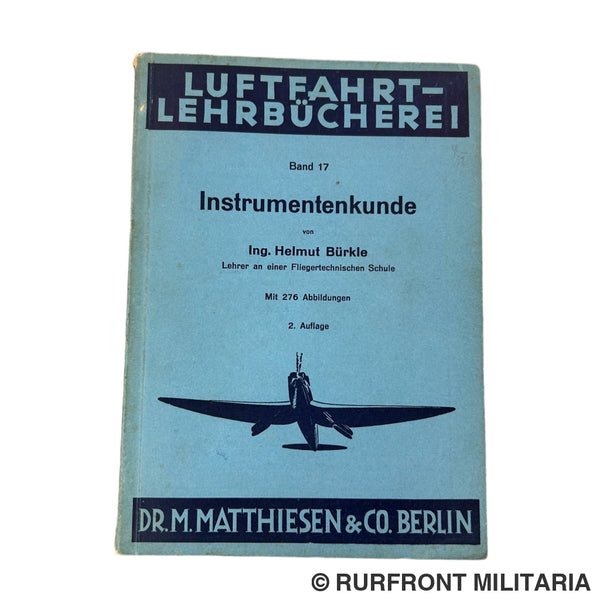 LUFTFAHRT-
LEHRBÜCHEREI
Band 17
Instrumentenkunde
von
Ing. Helmut Bürkle
Lehrer an einer Fliegertechnischen Schule
Mit 276 Abbildungen
2. Auflage
DR. M. MATTHIESEN & CO. BERLIN
© RURFRONT MILITARIA